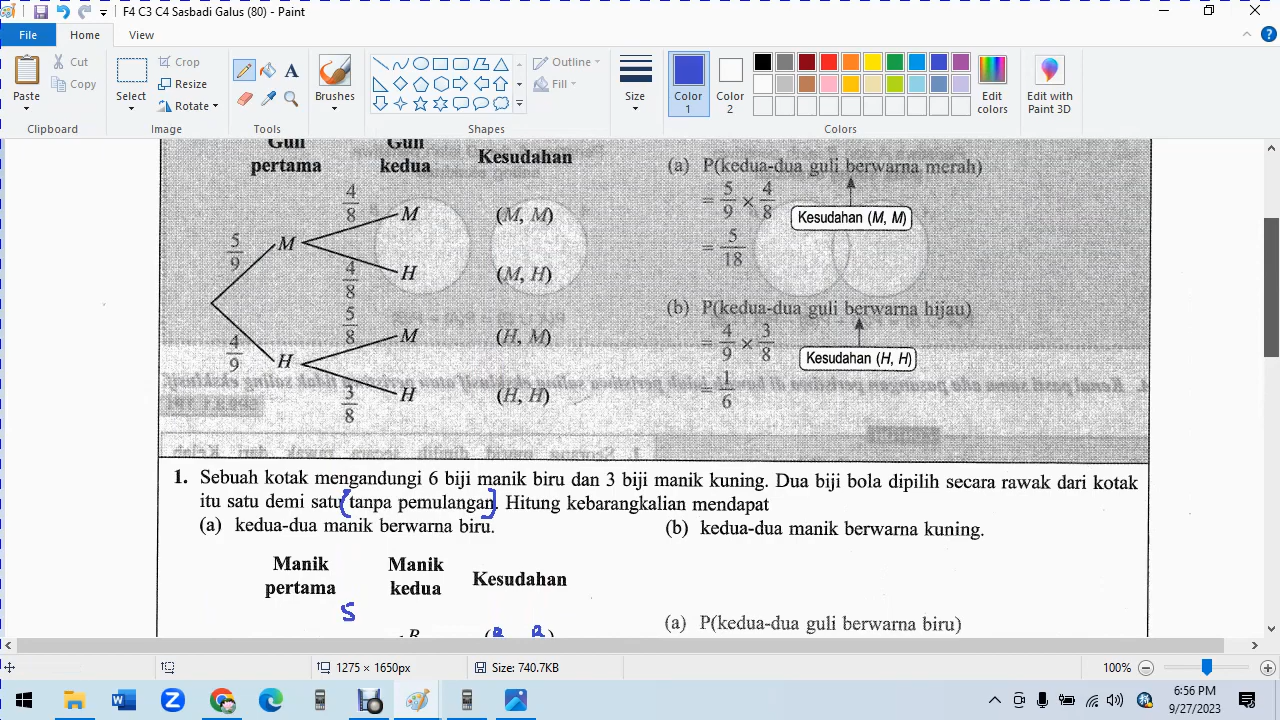 F4 C3 C4 Sasbadi Galus (80) - Paint
File Home View
Paste Cut Copy
Select Crop Resize Rotate
Brushes
Outline Fill
Size
Color 1 Color 2
Edit colors
Edit with Paint 3D
Clipboard Image Tools Shapes Colors
Guli pertama Guli kedua Kesudahan
5/9 M 4/8 M (M, M)
4/8 H (M, H)
4/9 H 5/8 M (H, M)
3/8 H (H, H)
(a) P(kedua-dua guli berwarna merah)
= 5/9 × 4/8
Kesudahan (M, M)
= 5/18
(b) P(kedua-dua guli berwarna hijau)
= 4/9 × 3/8
Kesudahan (H, H)
= 1/6
1. Sebuah kotak mengandungi 6 biji manik biru dan 3 biji manik kuning. Dua biji bola dipilih secara rawak dari kotak
itu satu demi satu (tanpa pemulangan). Hitung kebarangkalian mendapat
(a) kedua-dua manik berwarna biru.
(b) kedua-dua manik berwarna kuning.
Manik pertama Manik kedua Kesudahan
5
(a) P(kedua-dua guli berwarna biru)
1275 × 1650px
Size: 740.7KB
100%
6:56 PM
9/27/2023